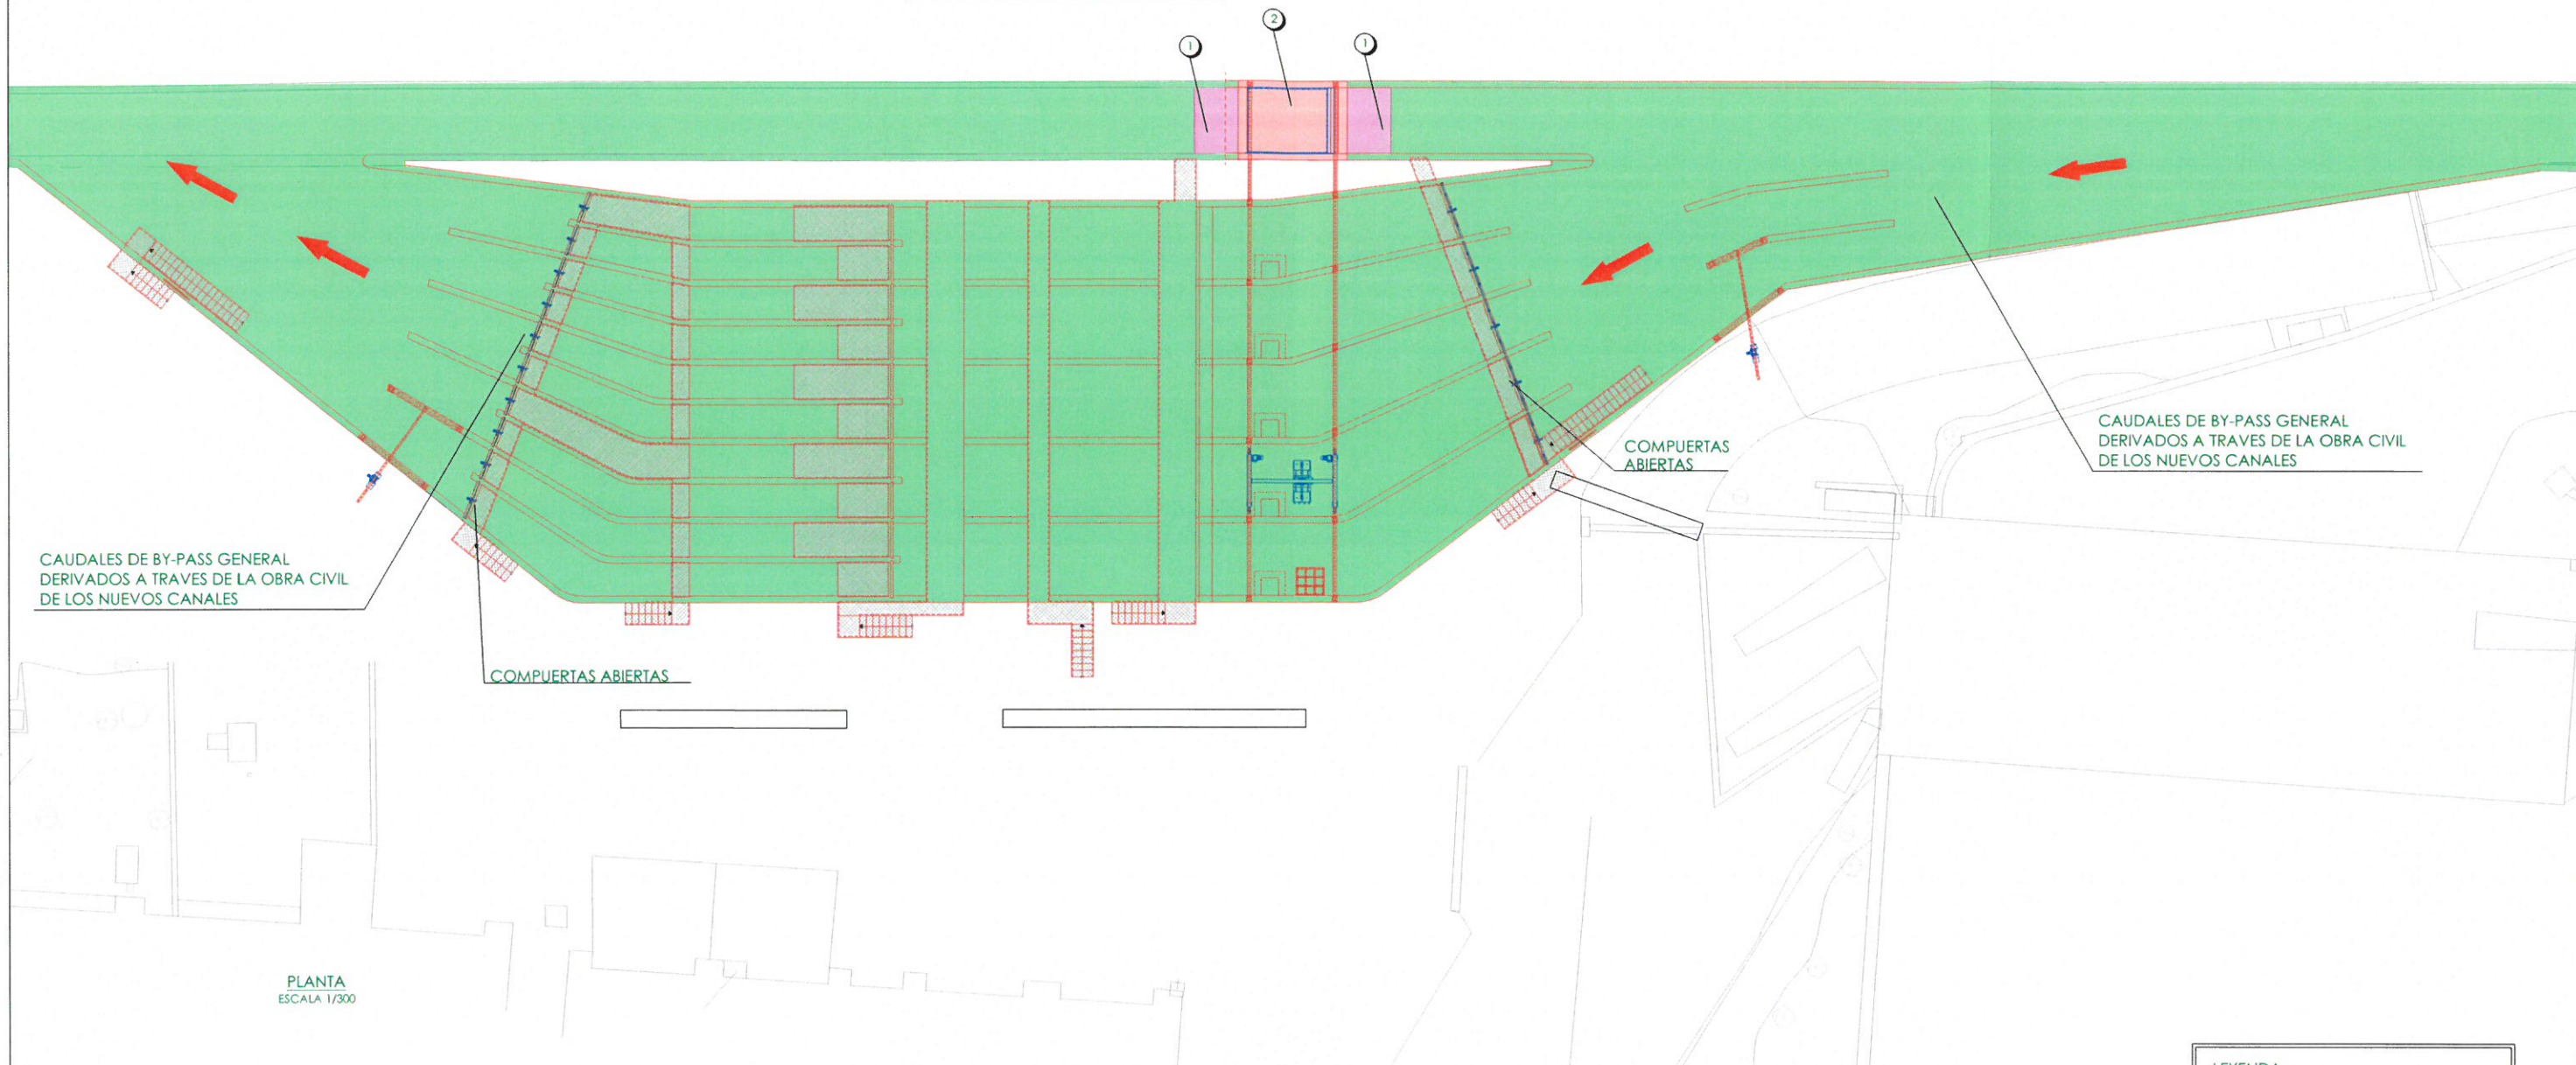 1
2
1
CAUDALES DE BY-PASS GENERAL
DERIVADOS A TRAVES DE LA OBRA CIVIL
DE LOS NUEVOS CANALES
COMPUERTAS
ABIERTAS
CAUDALES DE BY-PASS GENERAL
DERIVADOS A TRAVES DE LA OBRA CIVIL
DE LOS NUEVOS CANALES
COMPUERTAS ABIERTAS
PLANTA
ESCALA 1/300
LEYENDA